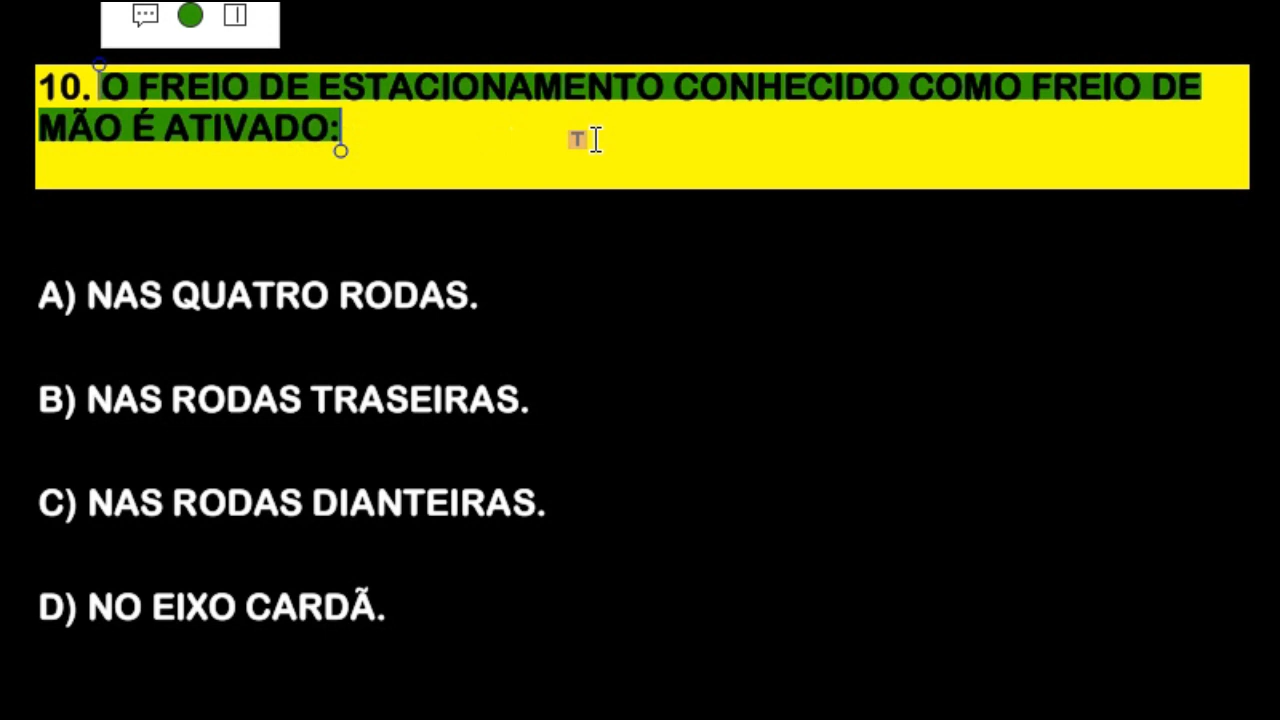 10. O FREIO DE ESTACIONAMENTO CONHECIDO COMO FREIO DE
MÃO É ATIVADO:
T
A) NAS QUATRO RODAS.
B) NAS RODAS TRASEIRAS.
C) NAS RODAS DIANTEIRAS.
D) NO EIXO CARDÃ.